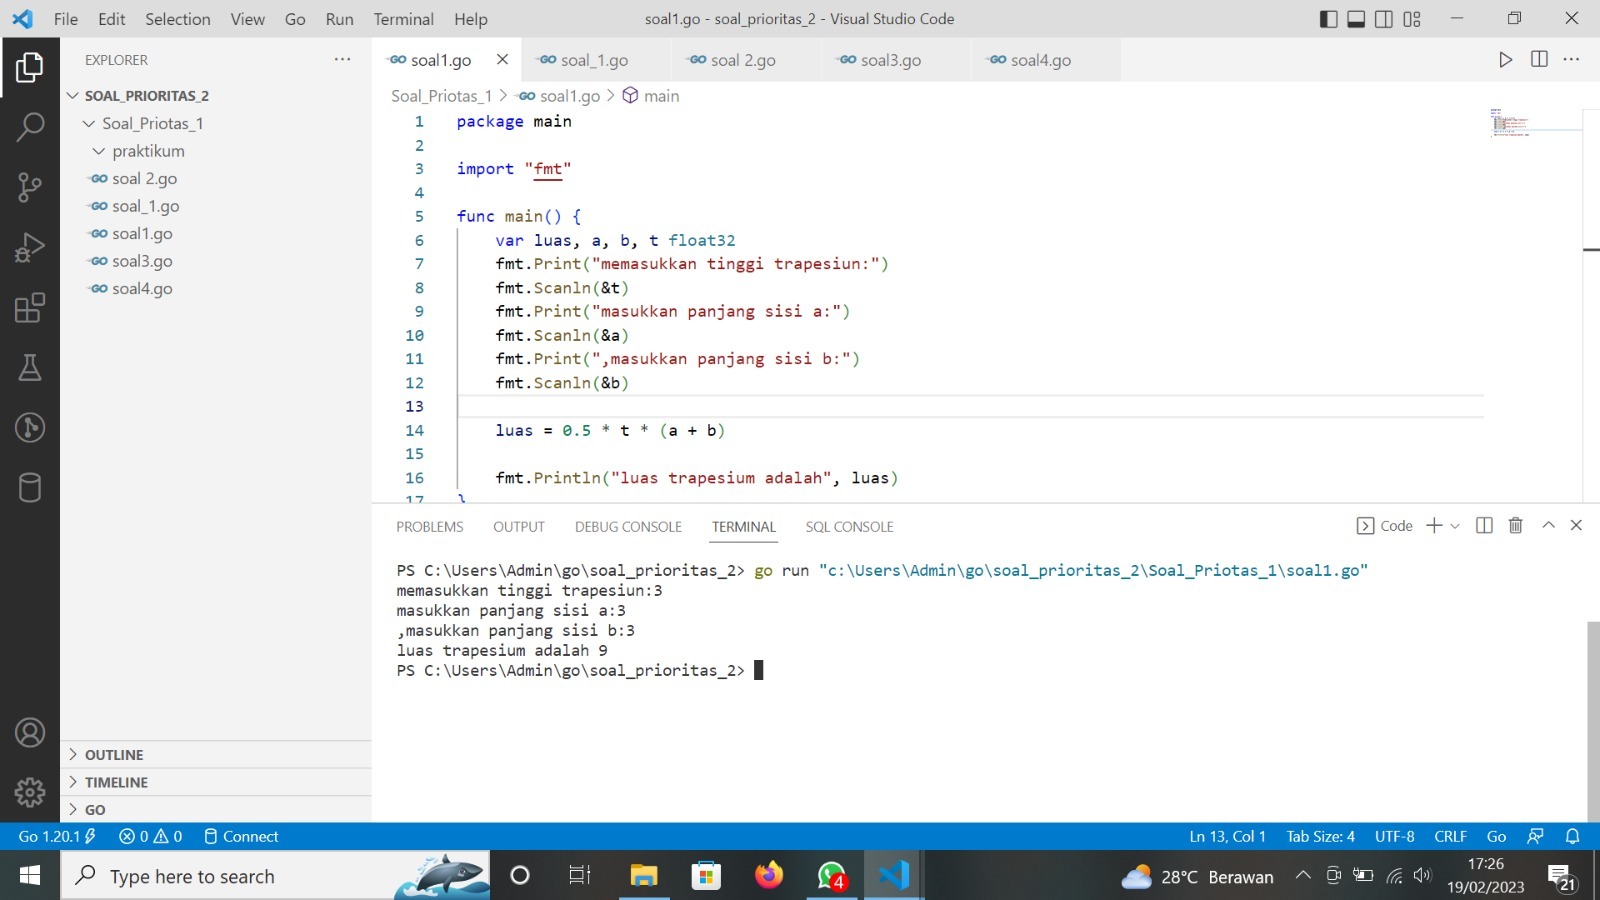 File Edit Selection View Go Run Terminal Help soal1.go - soal_prioritas_2 - Visual Studio Code
EXPLORER
SOAL_PRIORITAS_2
Soal_Priotas_1
praktikum
soal 2.go
soal_1.go
soal1.go
soal3.go
soal4.go
OUTLINE
TIMELINE
GO
soal1.go soal_1.go soal 2.go soal3.go soal4.go
Soal_Priotas_1 > soal1.go > main
1 package main
2
3 import "fmt"
4
5 func main() {
6 var luas, a, b, t float32
7 fmt.Print("memasukkan tinggi trapesiun:")
8 fmt.Scanln(&t)
9 fmt.Print("masukkan panjang sisi a:")
10 fmt.Scanln(&a)
11 fmt.Print(",masukkan panjang sisi b:")
12 fmt.Scanln(&b)
13
14 luas = 0.5 * t * (a + b)
15
16 fmt.Println("luas trapesium adalah", luas)
17 }
PROBLEMS OUTPUT DEBUG CONSOLE TERMINAL SQL CONSOLE Code
PS C:\Users\Admin\go\soal_prioritas_2> go run "c:\Users\Admin\go\soal_prioritas_2\Soal_Priotas_1\soal1.go"
memasukkan tinggi trapesiun:3
masukkan panjang sisi a:3
,masukkan panjang sisi b:3
luas trapesium adalah 9
PS C:\Users\Admin\go\soal_prioritas_2>
Go 1.20.1 0 0 Connect Ln 13, Col 1 Tab Size: 4 UTF-8 CRLF Go
Type here to search 4 28°C Berawan 17:26
19/02/2023 21